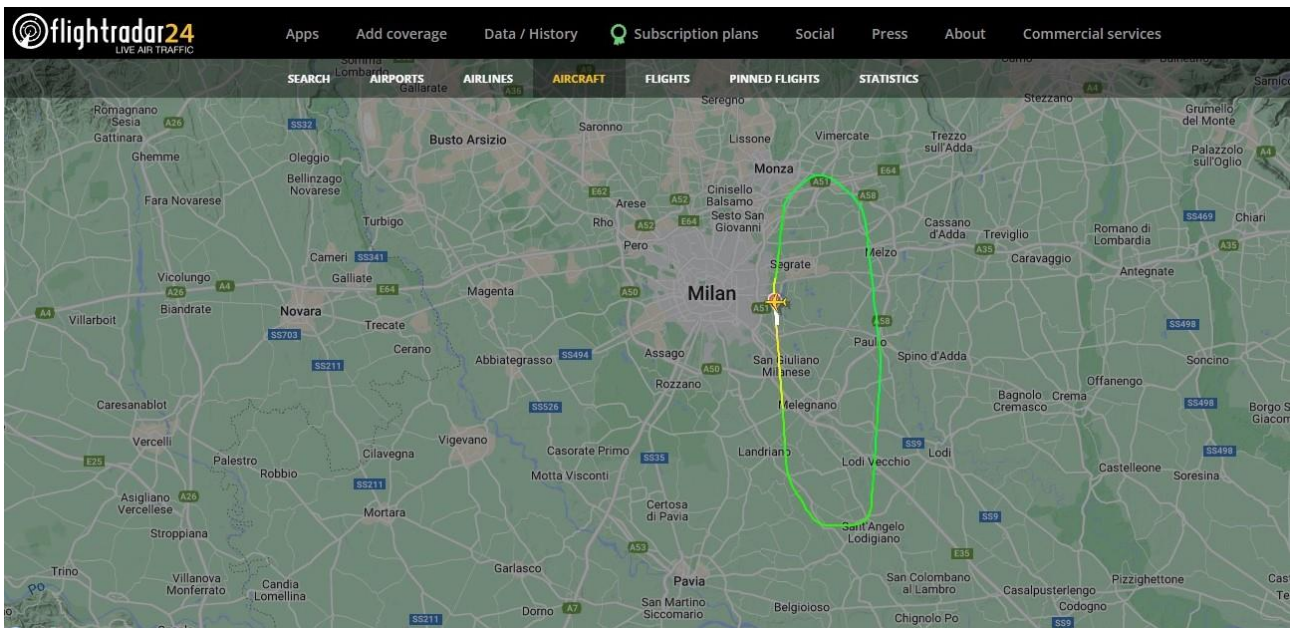 flightradar24
LIVE AIR TRAFFIC
Apps
Add coverage
Data / History
Subscription plans
Social
Press
About
Commercial services
SEARCH
AIRPORTS
AIRLINES
AIRCRAFT
FLIGHTS
PINNED FLIGHTS
STATISTICS
Lombardo
Gallarate
A36
Seregno
Stezzano
A4
Sarnico
Romagnano
Sesia
A26
Gattinara
SS32
Busto Arsizio
Saronno
Lissone
Vimercate
Trezzo
sull'Adda
Grumello
del Monte
Ghemme
Oleggio
Palazzolo
sull'Oglio
A4
Bellinzago
Novarese
Monza
A51
E64
A58
Fara Novarese
E62
Arese
A52
Cinisello
Balsamo
Turbigo
Rho
A52
E64
Sesto San
Giovanni
Cassano
d'Adda
Treviglio
A35
Romano di
Lombardia
SS469
Chiari
A35
Pero
Cameri
SS341
Segrate
Melzo
Caravaggio
Antegnate
Vicolungo
A26
A4
Galliate
E64
Magenta
A50
Milan
A51
A4
Villarboit
Biandrate
Novara
Trecate
A58
SS498
SS703
Cerano
Abbiategrasso
SS494
Assago
A50
San Giuliano
Milanese
Paullo
Spino d'Adda
Soncino
SS211
Rozzano
Offanengo
Caresanablot
SS526
Melegnano
Bagnolo
Cremasco
Crema
SS498
Borgo S
Giacom
Vercelli
Vigevano
SS9
Lodi
E25
Palestro
Robbio
Cilavegna
Casorate Primo
SS35
Landriano
Lodi Vecchio
SS498
SS211
Motta Visconti
Castelleone
Soresina
Asigliano
Vercellese
A26
Mortara
Certosa
di Pavia
SS9
Stroppiana
Sant'Angelo
Lodigiano
A53
E35
Trino
Garlasco
Po
Villanova
Monferrato
Candia
Lomellina
Pavia
San Colombano
al Lambro
Casalpusterlengo
Pizzighettone
Cas
Te
SS211
Dorno
A7
San Martino
Siccomario
Belgioioso
Chignolo Po
Codogno
SS9